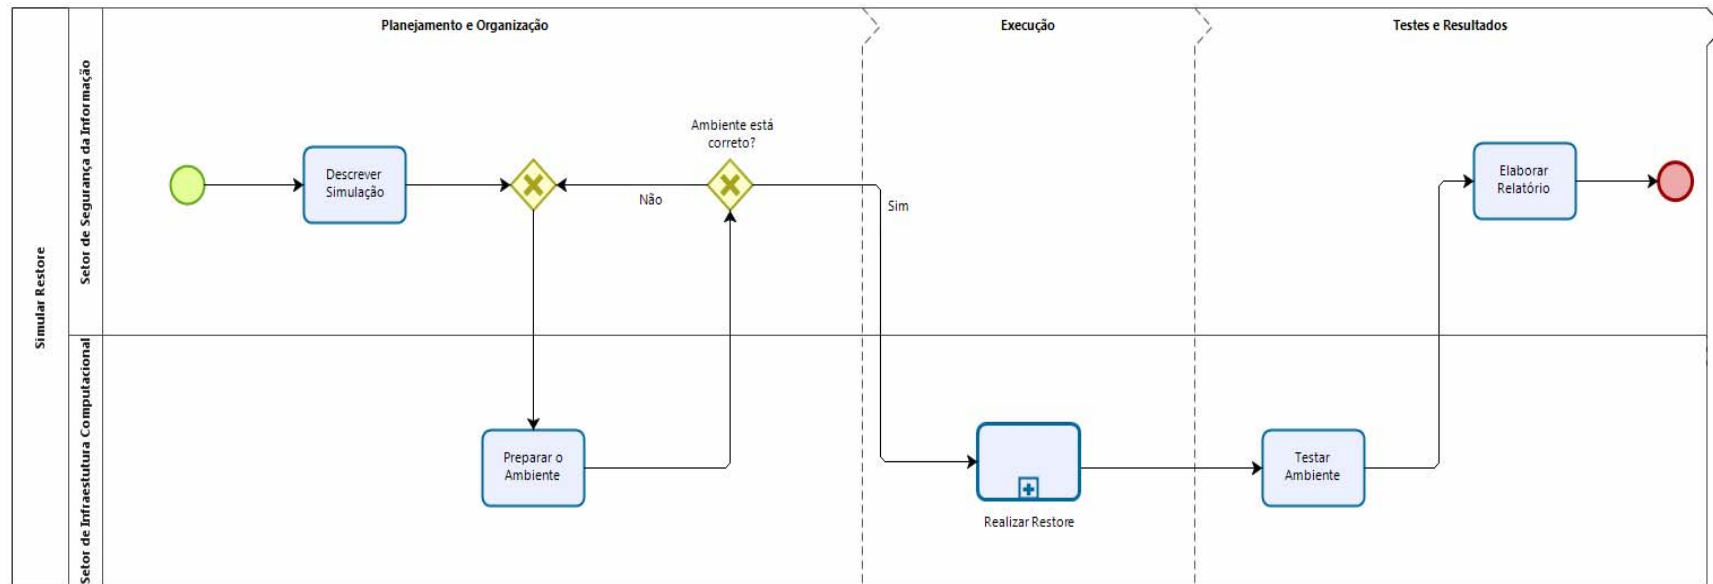 Simular Restore
Setor de Segurança da Informação
Setor de Infraestutura Computacional
Planejamento e Organização
Execução
Testes e Resultados
Descrever
Simulação
Ambiente está
correto?
Não
Sim
Preparar o
Ambiente
Realizar Restore
Testar
Ambiente
Elaborar
Relatório